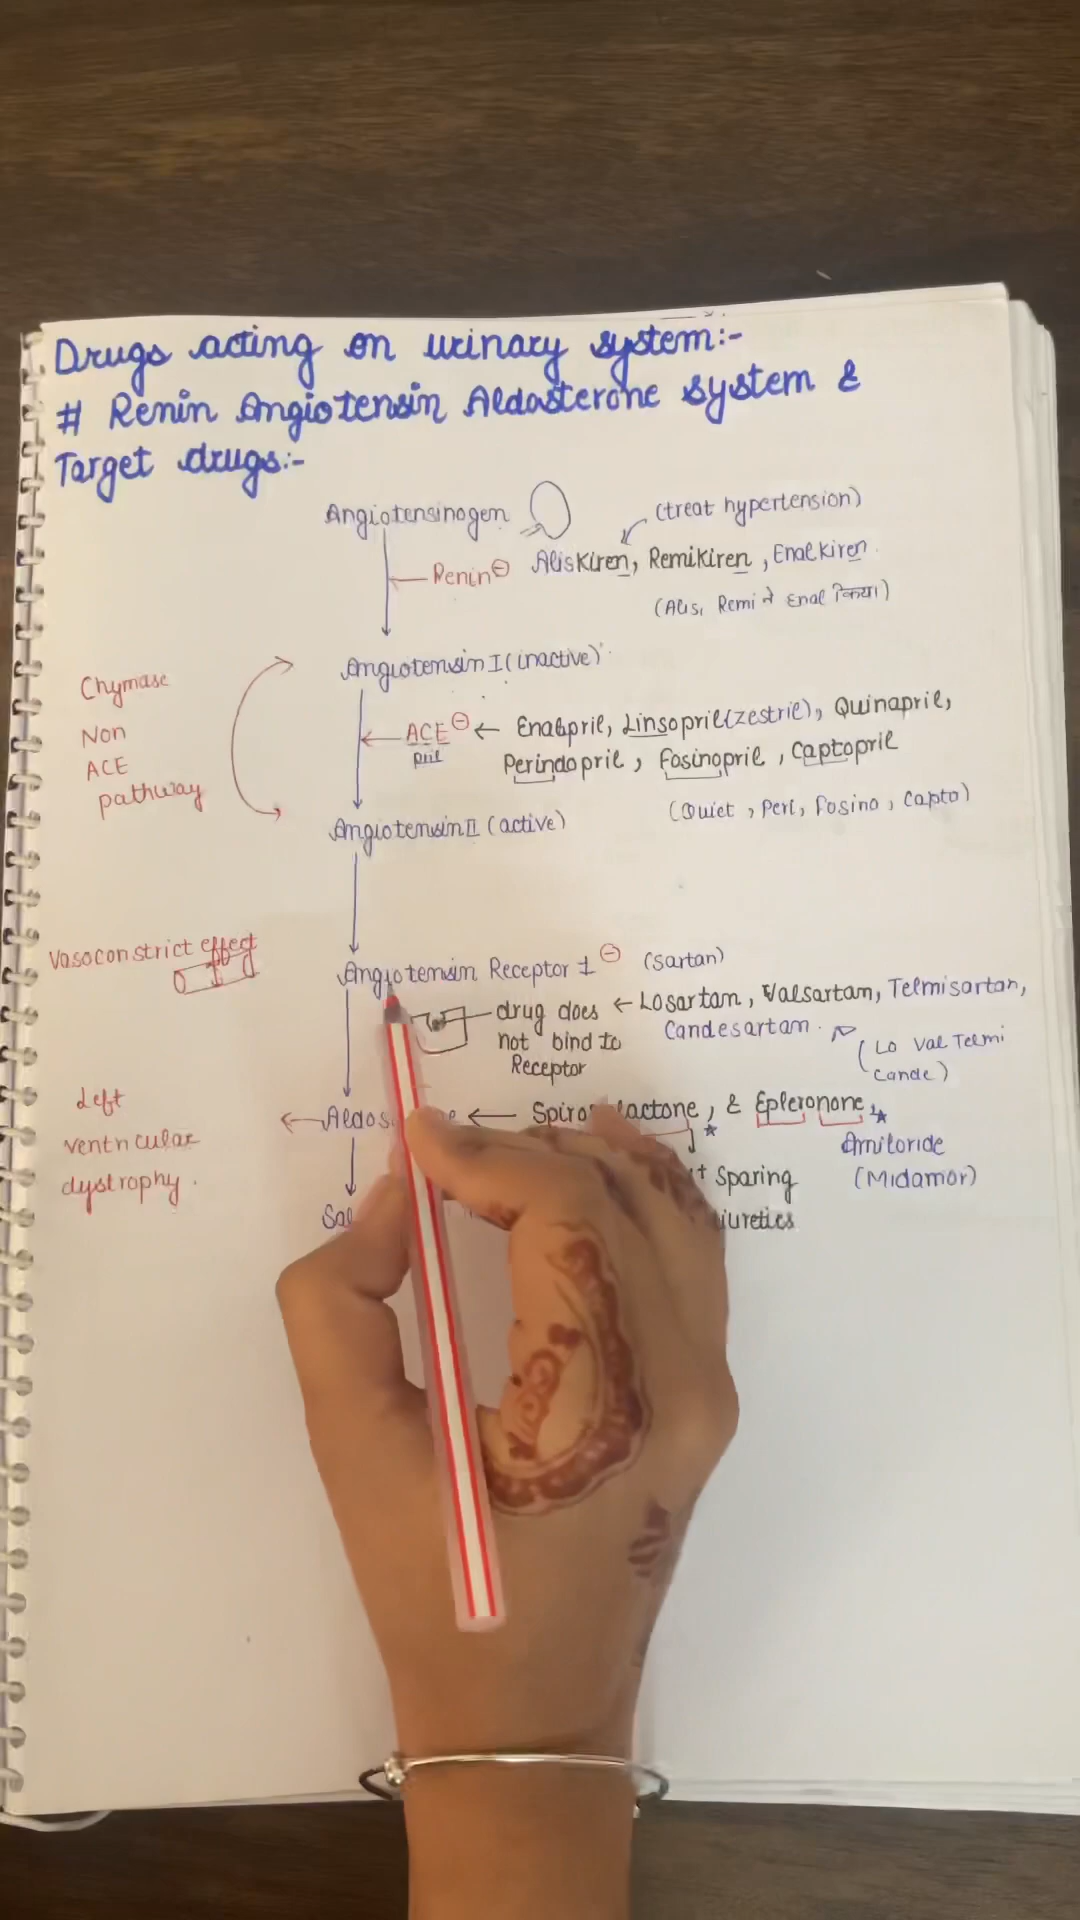 Drugs acting on urinary system:-
# Renin Angiotensin Aldosterone system &
Target drugs:-
Angiotensinogen
(treat hypertension)
Renin ⊖
Aliskiren, Remikiren, Enalkiren
(Alis, Remi ने Enal किया)
Angiotensin I (inactive)
Chymase
Non
ACE
pathway
ACE ⊖ ← Enalapril, Linsopril (zestril), Quinapril,
pril
Perindopril, Fosinopril, Captopril
(Quiet, Peri, Fosino, Capto)
Angiotensin II (active)
Vasoconstrict effect
Angiotensin Receptor 1 ⊖ (sartan)
drug does ← Losartan, Valsartan, Telmisartan,
not bind to
Receptor
Candesartam.
(Lo Val Telmi
Cande)
Left
ventricular
dystrophy.
← &  Epleronone,
Amiloride
(Midamor)
Sparing